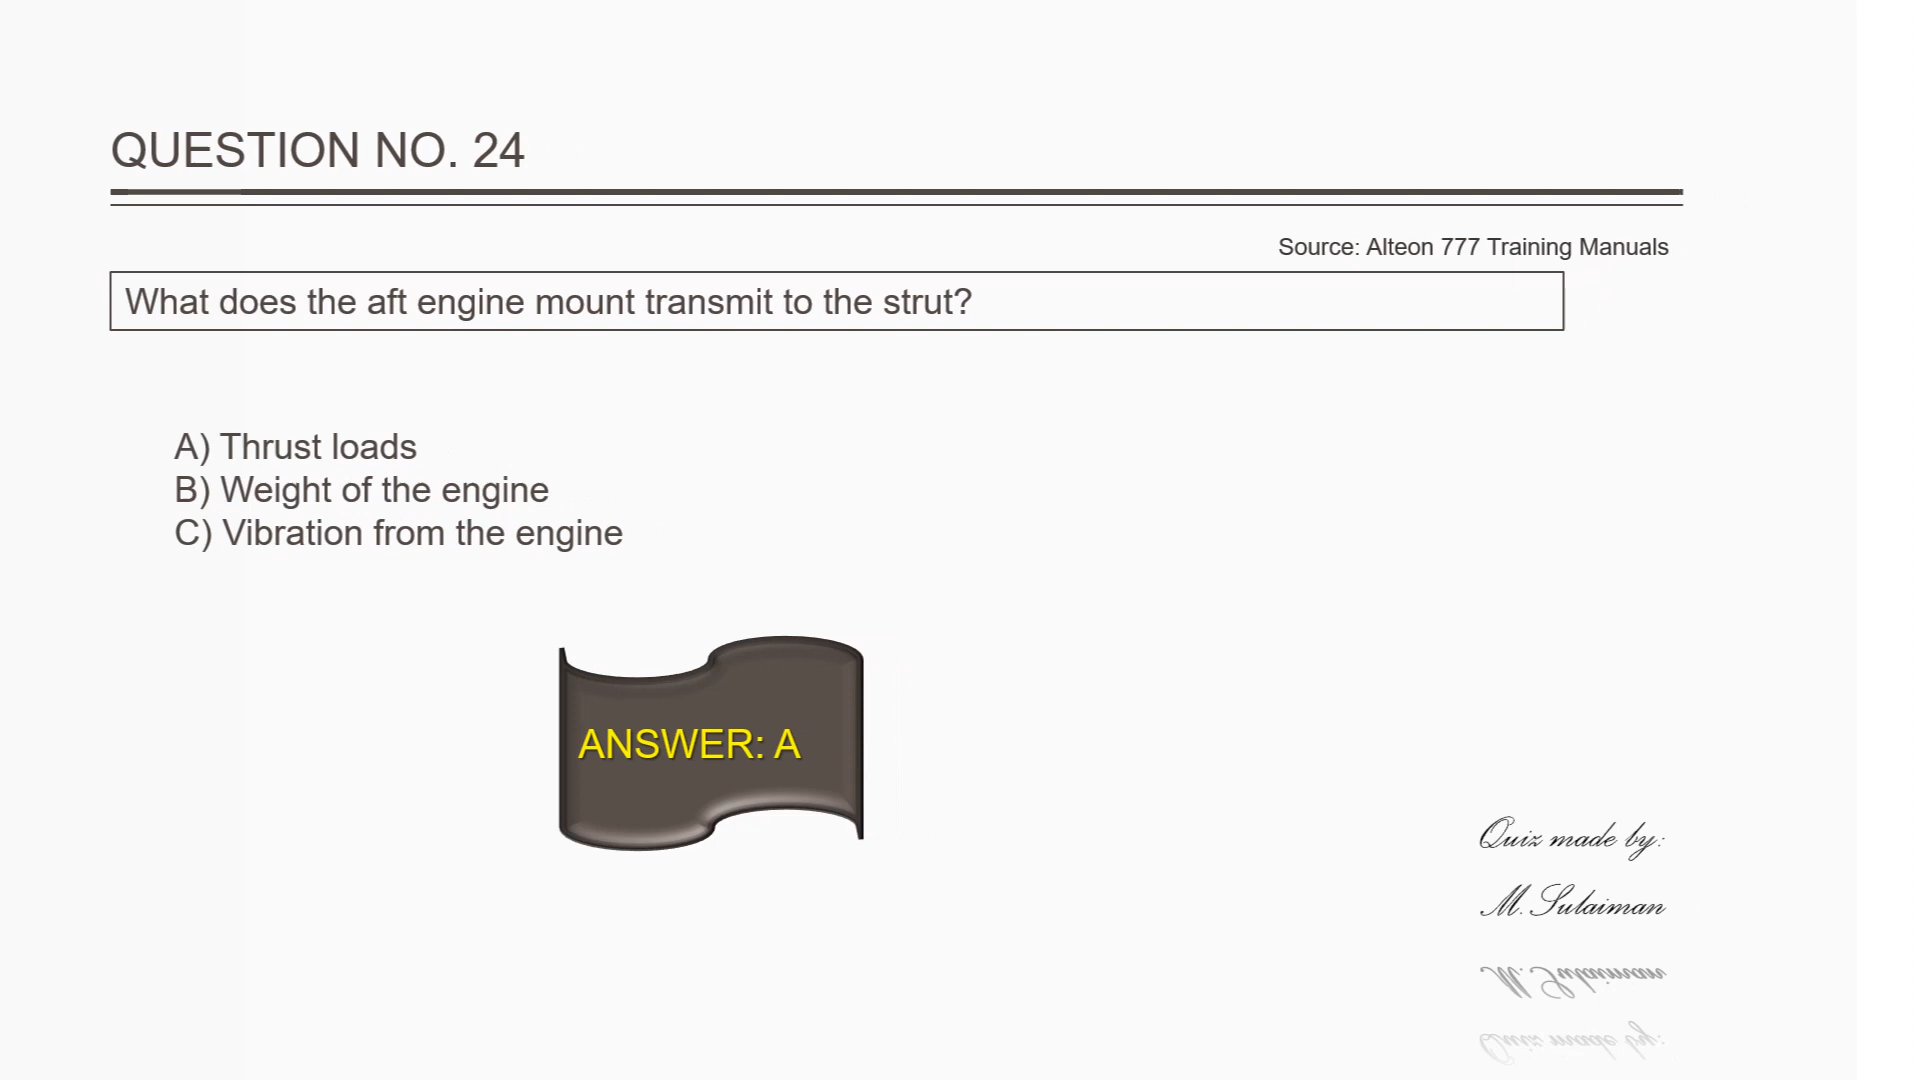 QUESTION NO. 24
Source: Alteon 777 Training Manuals
What does the aft engine mount transmit to the strut?
A) Thrust loads
B) Weight of the engine
C) Vibration from the engine
ANSWER: A
Quiz made by:
M. Sulaiman